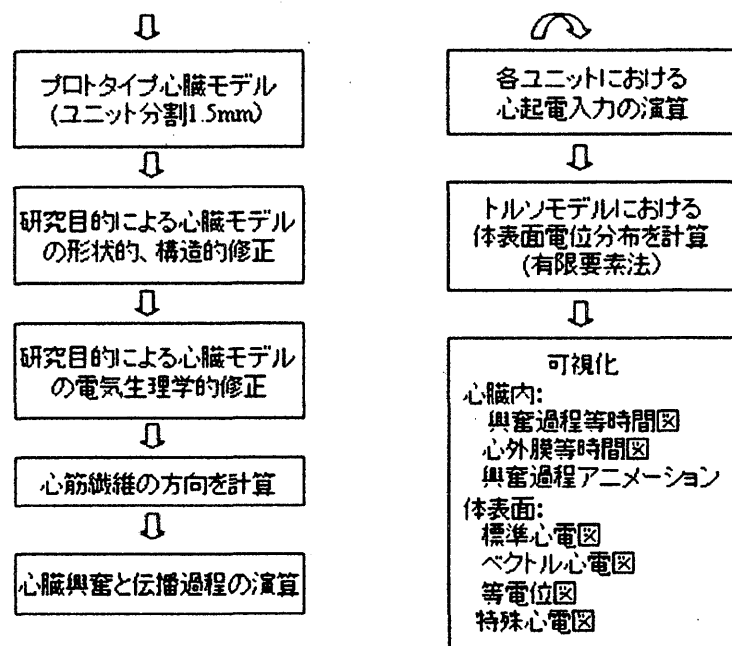 プロトタイプ心臓モデル
(ユニット分割1.5mm)
研究目的による心臓モデル
の形状的、構造的修正
研究目的による心臓モデル
の電気生理学的修正
心筋繊維の方向を計算
心臓興奮と伝播過程の演算
各ユニットにおける
心起電入力の演算
トルソモデルにおける
体表面電位分布を計算
(有限要素法)
可視化
心臓内:
興奮過程等時間図
心外膜等時間図
興奮過程アニメーション
体表面:
標準心電図
ベクトル心電図
等電位図
特殊心電図